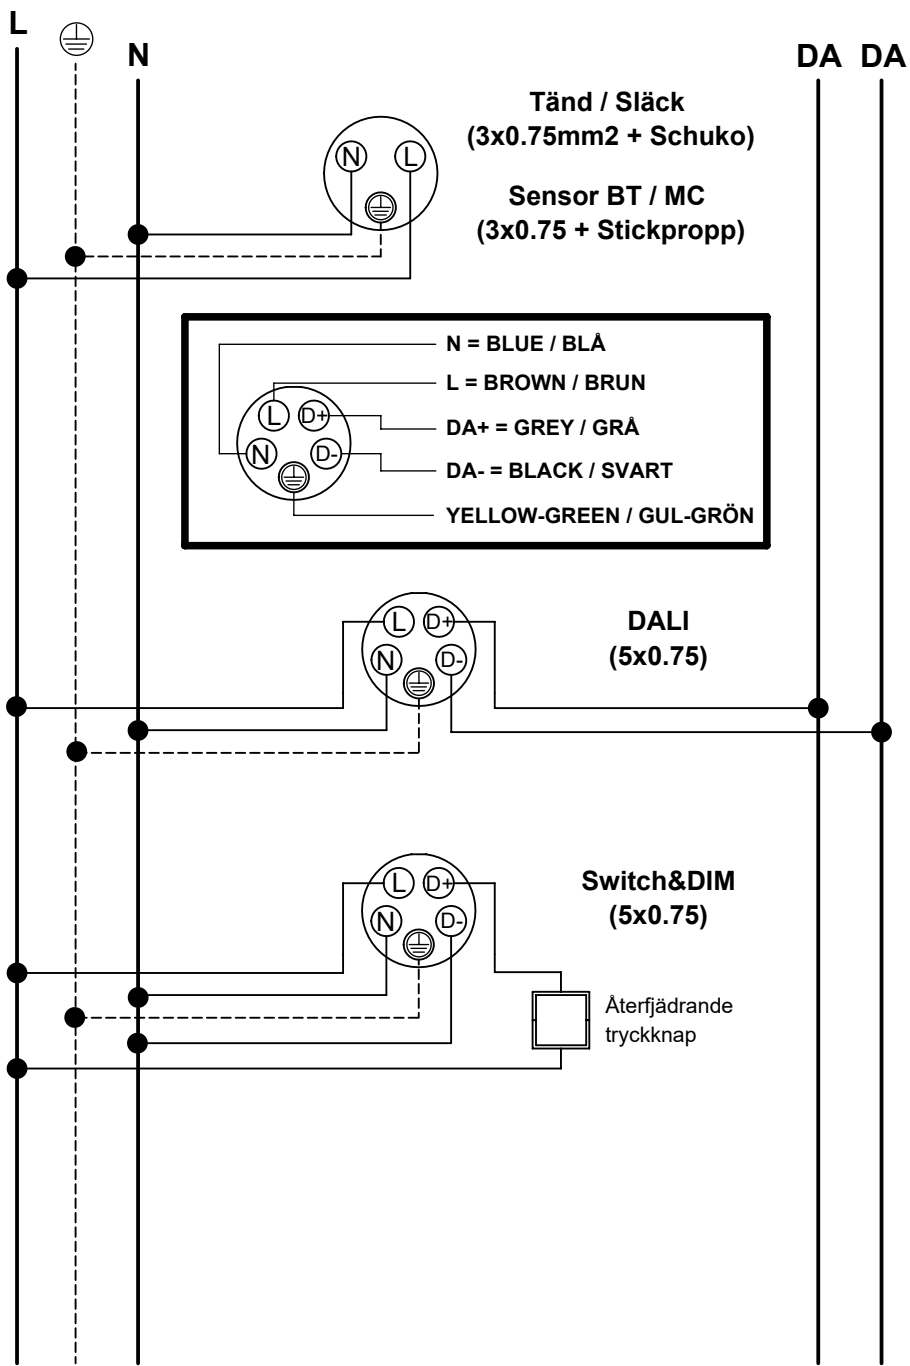 L
N
DA DA
Tänd / Släck
(3x0.75mm2 + Schuko)
N L
Sensor BT / MC
(3x0.75 + Stickpropp)
N = BLUE / BLÅ
L = BROWN / BRUN
L D+
DA+ = GREY / GRÅ
N D-
DA- = BLACK / SVART
YELLOW-GREEN / GUL-GRÖN
DALI
(5x0.75)
L D+
N D-
Switch&DIM
(5x0.75)
L D+
N D-
Återfjädrande
tryckknap